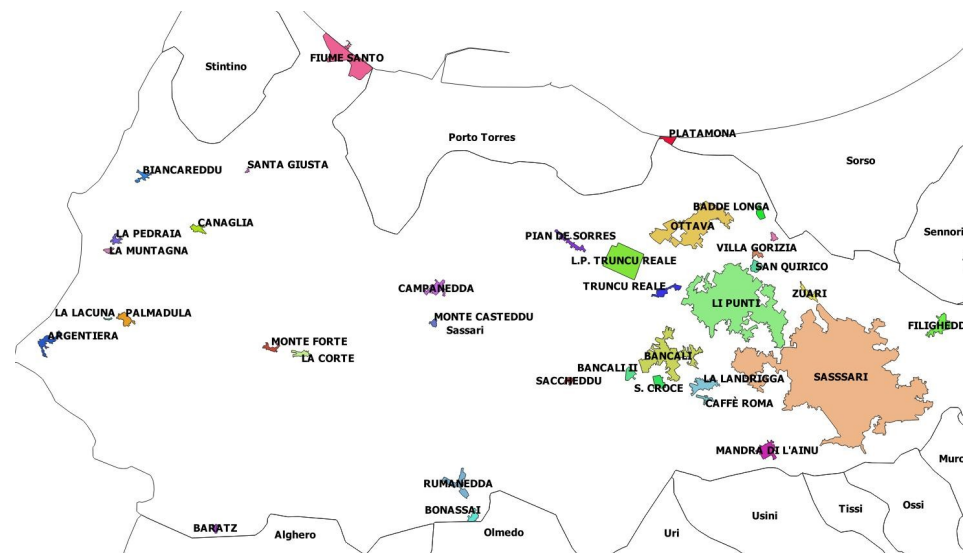 FIUME SANTO
Stintino
Porto Torres
PLATAMONA
Sorso
BIANCAREDDU
SANTA GIUSTA
BADDE LONGA
CANAGLIA
OTTAVA
LA PEDRAIA
PIAN DE SORRES
Sennori
LA MUNTAGNA
VILLA GORIZIA
L.P. TRUNCU REALE
SAN QUIRICO
CAMPANEDDA
TRUNCU REALE
ZUARI
LI PUNTI
LA LACUNA
PALMADULA
MONTE CASTEDDU
FILIGHEDD
Sassari
ARGENTIERA
MONTE FORTE
LA CORTE
BANCALI
BANCALI II
SACCHEDDU
LA LANDRIGGA
SASSSARI
S. CROCE
CAFFÈ ROMA
MANDRA DI L'AINU
Muro
RUMANEDDA
BONASSAI
Ossi
Tissi
Usini
BARATZ
Alghero
Olmedo
Uri